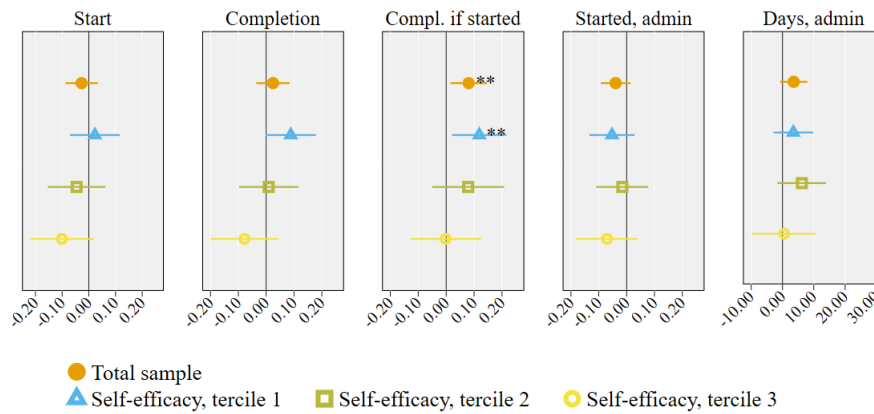 Start Completion Compl. if started Started, admin Days, admin
**
**
-0.20 -0.10 0.00 0.10 0.20 -0.20 -0.10 0.00 0.10 0.20 -0.20 -0.10 0.00 0.10 0.20 -0.20 -0.10 0.00 0.10 0.20 -10.00 0.00 10.00 20.00 30.00
Total sample
Self-efficacy, tercile 1 Self-efficacy, tercile 2 Self-efficacy, tercile 3